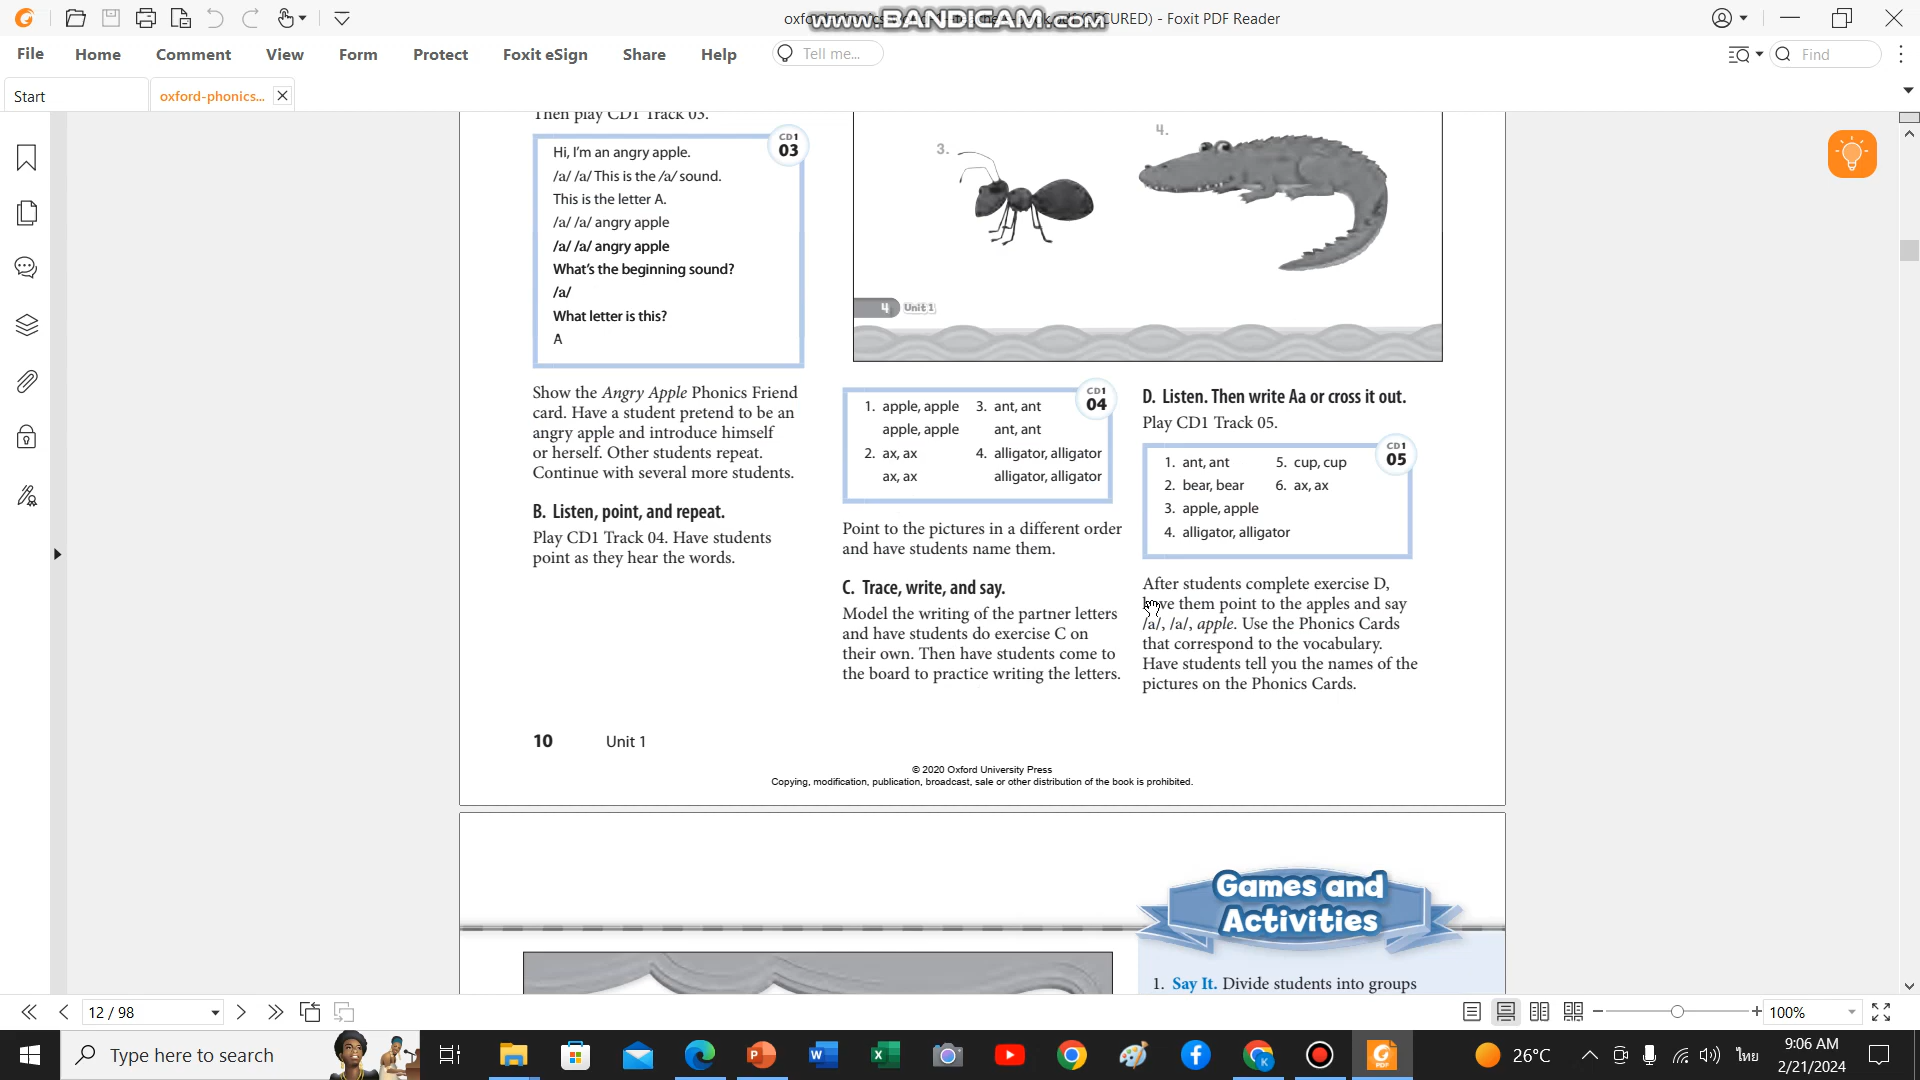 oxford-phonics
(SECURED) - Foxit PDF Reader
www.BANDICAM.com
File
Home
Comment
View
Form
Protect
Foxit eSign
Share
Help
Tell me...
Find
Start
oxford-phonics...
Then play CD1 Track 03.
CD1
03
Hi, I'm an angry apple.
/a/ /a/ This is the /a/ sound.
This is the letter A.
/a/ /a/ angry apple
/a/ /a/ angry apple
What's the beginning sound?
/a/
What letter is this?
A
Show the Angry Apple Phonics Friend
card. Have a student pretend to be an
angry apple and introduce himself
or herself. Other students repeat.
Continue with several more students.
B. Listen, point, and repeat.
Play CD1 Track 04. Have students
point as they hear the words.
3.
4.
4 Unit 1
CD1
04
1. apple, apple 3. ant, ant
apple, apple ant, ant
2. ax, ax 4. alligator, alligator
ax, ax alligator, alligator
Point to the pictures in a different order
and have students name them.
C. Trace, write, and say.
Model the writing of the partner letters
and have students do exercise C on
their own. Then have students come to
the board to practice writing the letters.
D. Listen. Then write Aa or cross it out.
Play CD1 Track 05.
CD1
05
1. ant, ant 5. cup, cup
2. bear, bear 6. ax, ax
3. apple, apple
4. alligator, alligator
After students complete exercise D,
have them point to the apples and say
/a/, /a/, apple. Use the Phonics Cards
that correspond to the vocabulary.
Have students tell you the names of the
pictures on the Phonics Cards.
10 Unit 1
© 2020 Oxford University Press
Copying, modification, publication, broadcast, sale or other distribution of the book is prohibited.
Games and
Activities
1. Say It. Divide students into groups
12 / 98
100%
Type here to search
26°C
ไทย
9:06 AM
2/21/2024